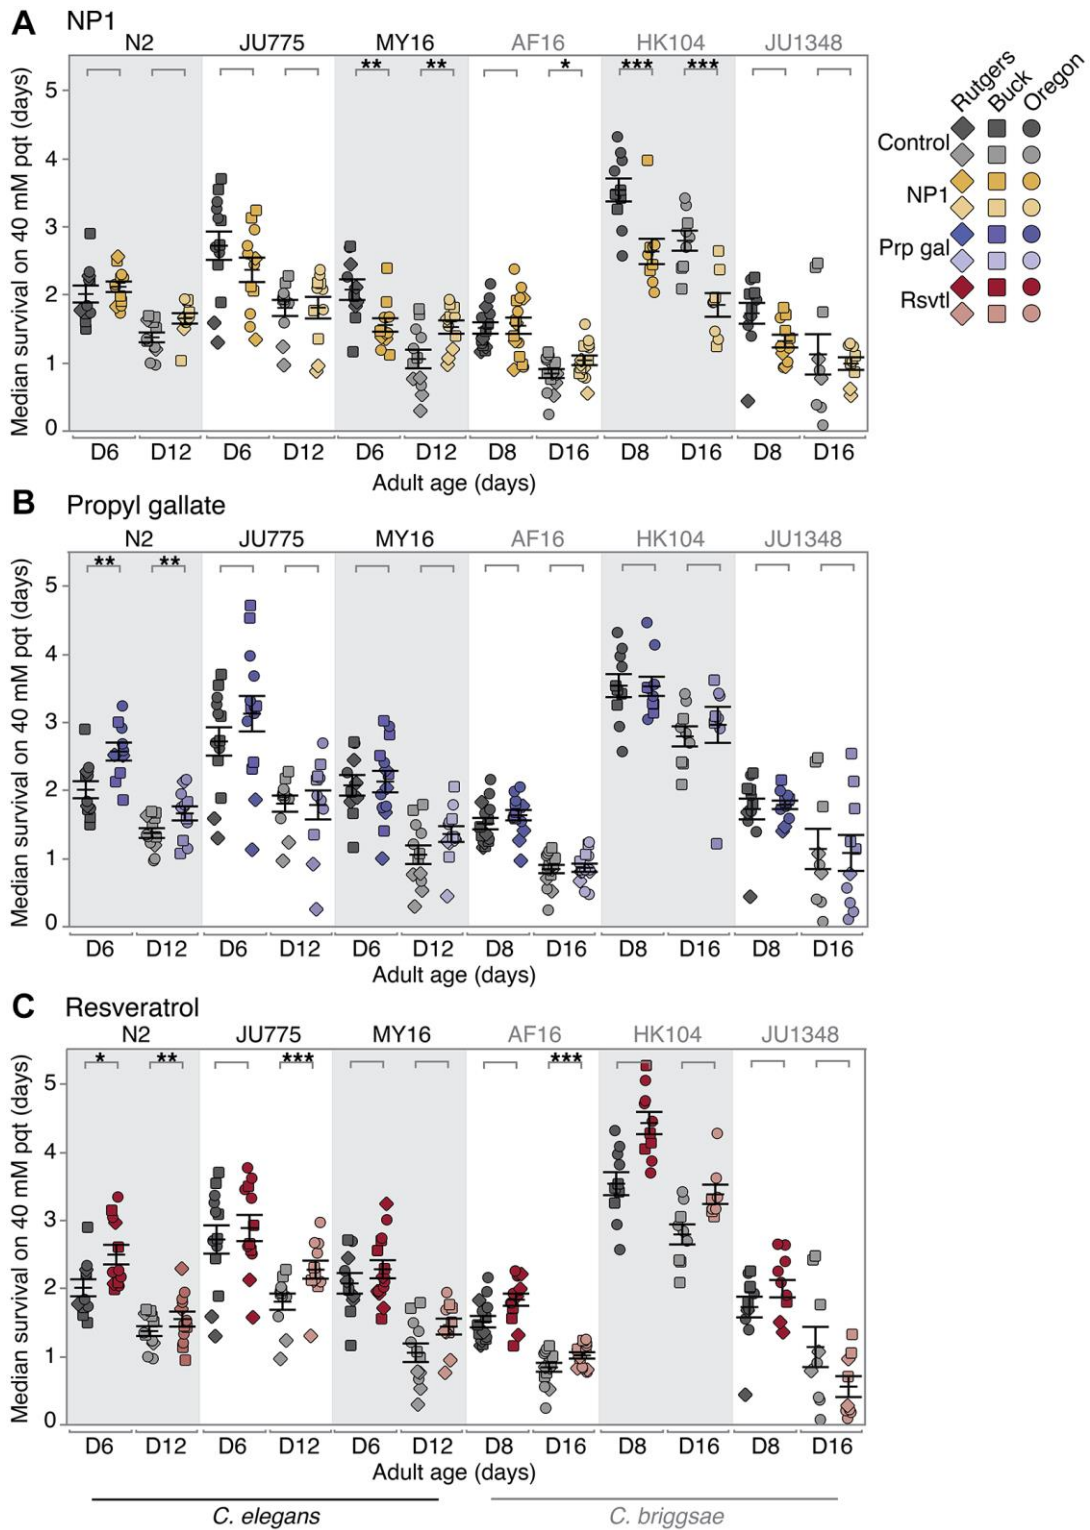 A NP1
N2 JU775 MY16 AF16 HK104 JU1348
** ** * *** ***
Median survival on 40 mM pqt (days)
5
4
3
2
1
0
D6 D12 D6 D12 D6 D12 D8 D16 D8 D16 D8 D16
Adult age (days)
Rutgers Buck Oregon
Control
NP1
Prp gal
Rsvtl
B Propyl gallate
N2 JU775 MY16 AF16 HK104 JU1348
** **
Median survival on 40 mM pqt (days)
5
4
3
2
1
0
D6 D12 D6 D12 D6 D12 D8 D16 D8 D16 D8 D16
Adult age (days)
C Resveratrol
N2 JU775 MY16 AF16 HK104 JU1348
* ** *** ***
Median survival on 40 mM pqt (days)
5
4
3
2
1
0
D6 D12 D6 D12 D6 D12 D8 D16 D8 D16 D8 D16
Adult age (days)
C. elegans C. briggsae